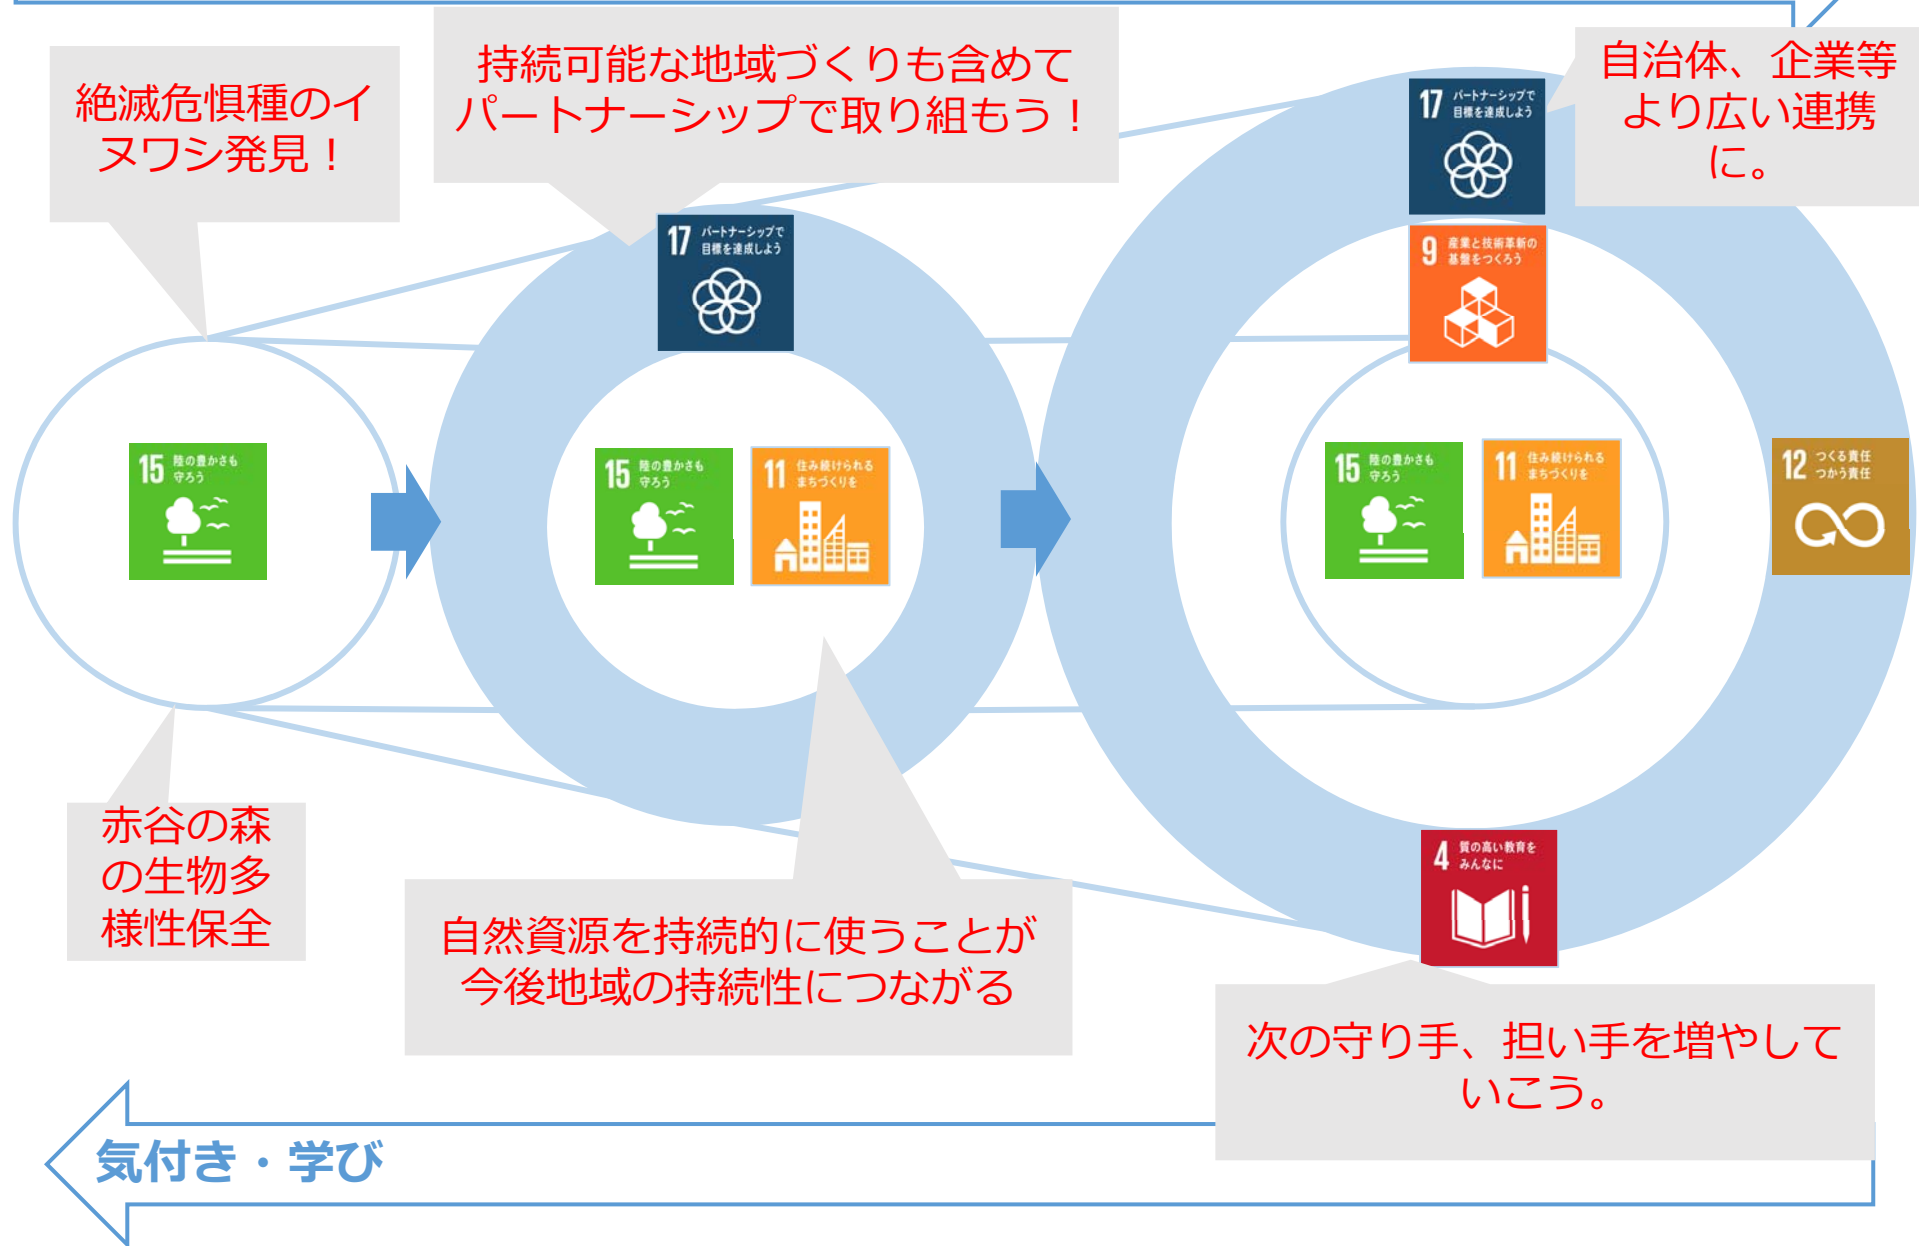 絶滅危惧種のイ
ヌワシ発見！
持続可能な地域づくりも含めて
パートナーシップで取り組もう！
自治体、企業等
より広い連携
に。
17 パートナーシップで
目標を達成しよう
17 パートナーシップで
目標を達成しよう
9 産業と技術革新の
基盤をつくろう
15 陸の豊かさも
守ろう
15 陸の豊かさも
守ろう
11 住み続けられる
まちづくりを
15 陸の豊かさも
守ろう
11 住み続けられる
まちづくりを
12 つくる責任
つかう責任
赤谷の森
の生物多
様性保全
自然資源を持続的に使うことが
今後地域の持続性につながる
4 質の高い教育を
みんなに
次の守り手、担い手を増やして
いこう。
気付き・学び